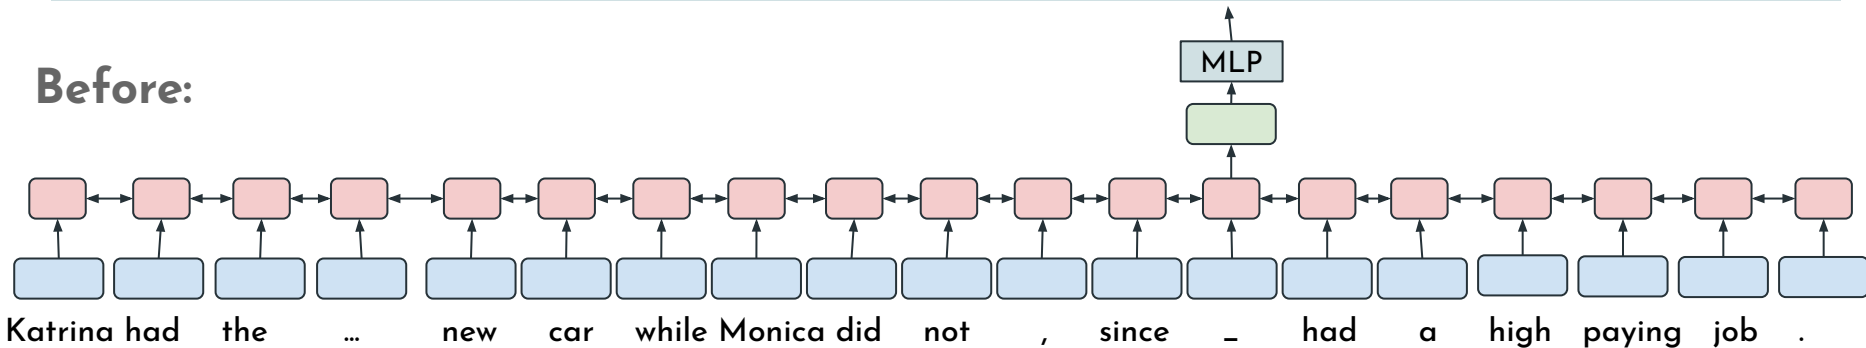 MLP
Before:
Katrina had the ... new car while Monica did not , since _ had a high paying job .